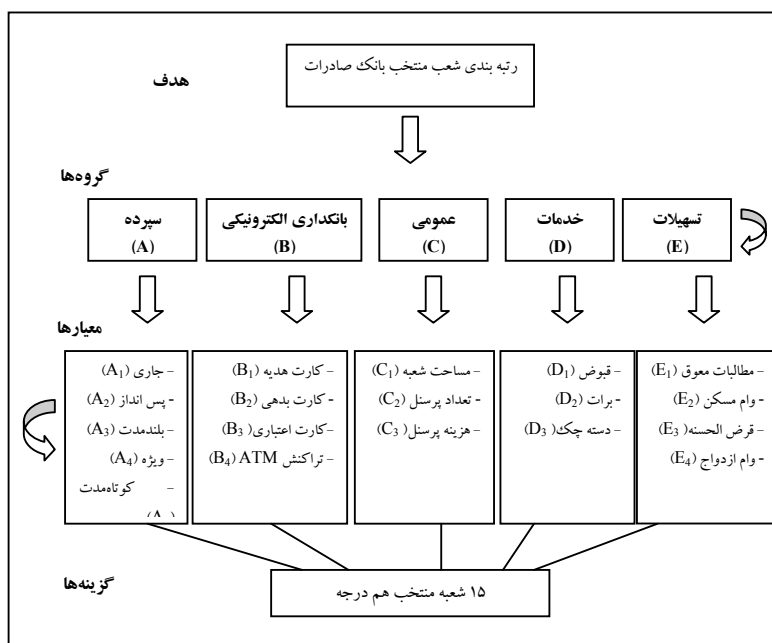 هدف
رتبه بندی شعب منتخب بانک صادرات
گروه‌ها
تسهیلات
(E)
خدمات
(D)
عمومی
(C)
بانکداری الکترونیکی
(B)
سپرده
(A)
معیارها
- مطالبات معوق (E1)
- وام مسکن (E2)
- قرض الحسنه (E3)
- وام ازدواج (E4)
- قبوض (D1)
- برات (D2)
- دسته چک (D3)
- مساحت شعبه (C1)
- تعداد پرسنل (C2)
- هزینه پرسنل (C3)
- کارت هدیه (B1)
- کارت بدهی (B2)
- کارت اعتباری (B3)
- تراکنش ATM (B4)
- جاری (A1)
- پس انداز (A2)
- بلندمدت (A3)
- ویژه (A4)
- کوتاه‌مدت
گزینه‌ها
۱۵ شعبه منتخب هم درجه